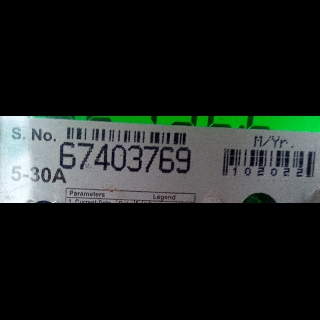 S. No. 67403769
M/Yr.
102022
5-30A
Parameters Legend